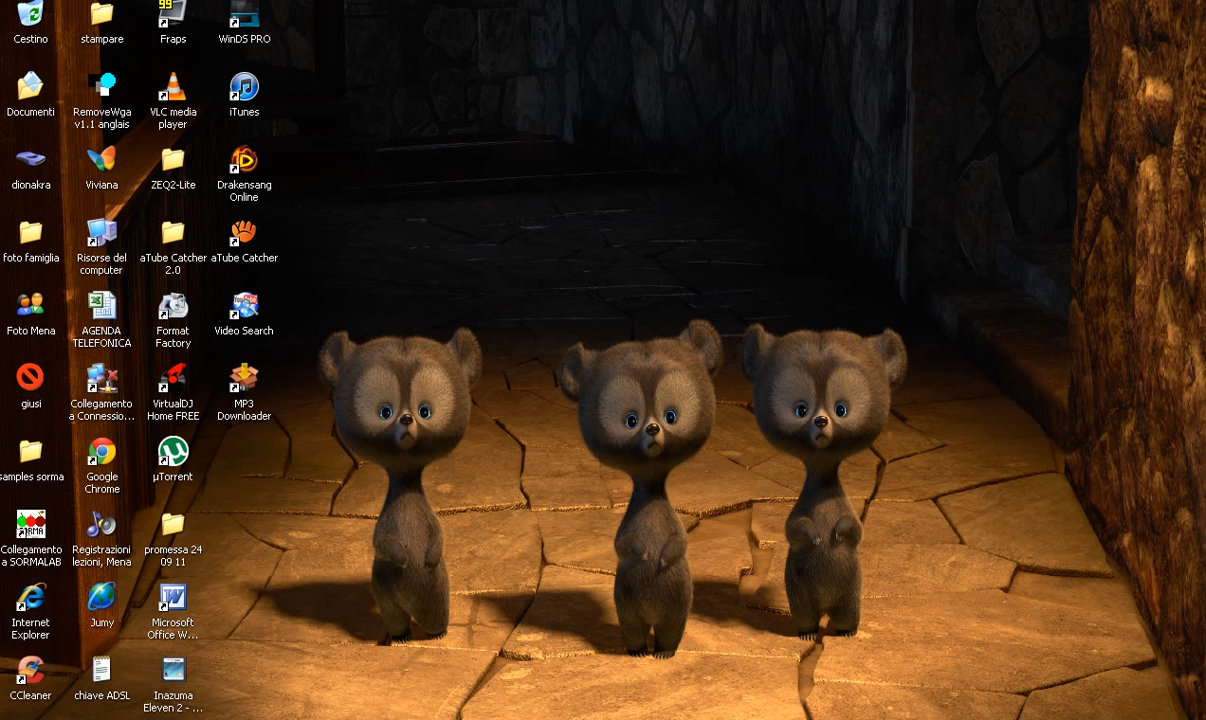 Cestino
stampare
Fraps
WinDS PRO
Documenti
RemoveWga
v1.1 anglais
VLC media
player
iTunes
dionakra
Viviana
ZEQ2-Lite
Drakensang
Online
foto famiglia
Risorse del
computer
aTube Catcher
2.0
aTube Catcher
Foto Mena
AGENDA
TELEFONICA
Format
Factory
Video Search
giusi
Collegamento
a Connessio...
VirtualDJ
Home FREE
MP3
Downloader
samples sorma
Google
Chrome
µTorrent
Collegamento
a SORMALAB
Registrazioni
lezioni, Mena
promessa 24
09 11
Internet
Explorer
Jumy
Microsoft
Office W...
CCleaner
chiave ADSL
Inazuma
Eleven 2 - ...